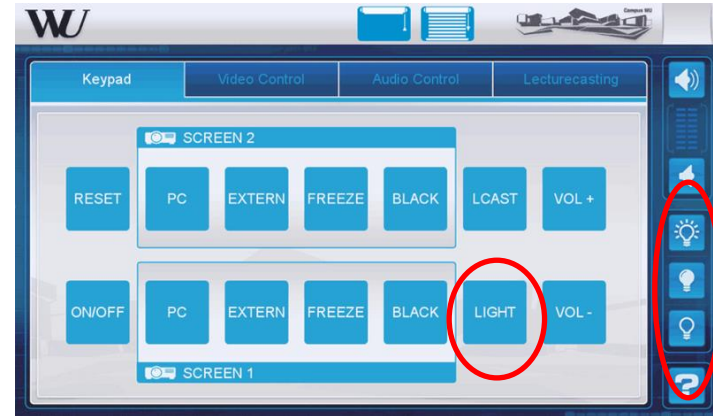 WU
Campus WU
Keypad Video Control Audio Control Lecturecasting
SCREEN 2
RESET PC EXTERN FREEZE BLACK LCAST VOL +
ON/OFF PC EXTERN FREEZE BLACK LIGHT VOL -
SCREEN 1
?